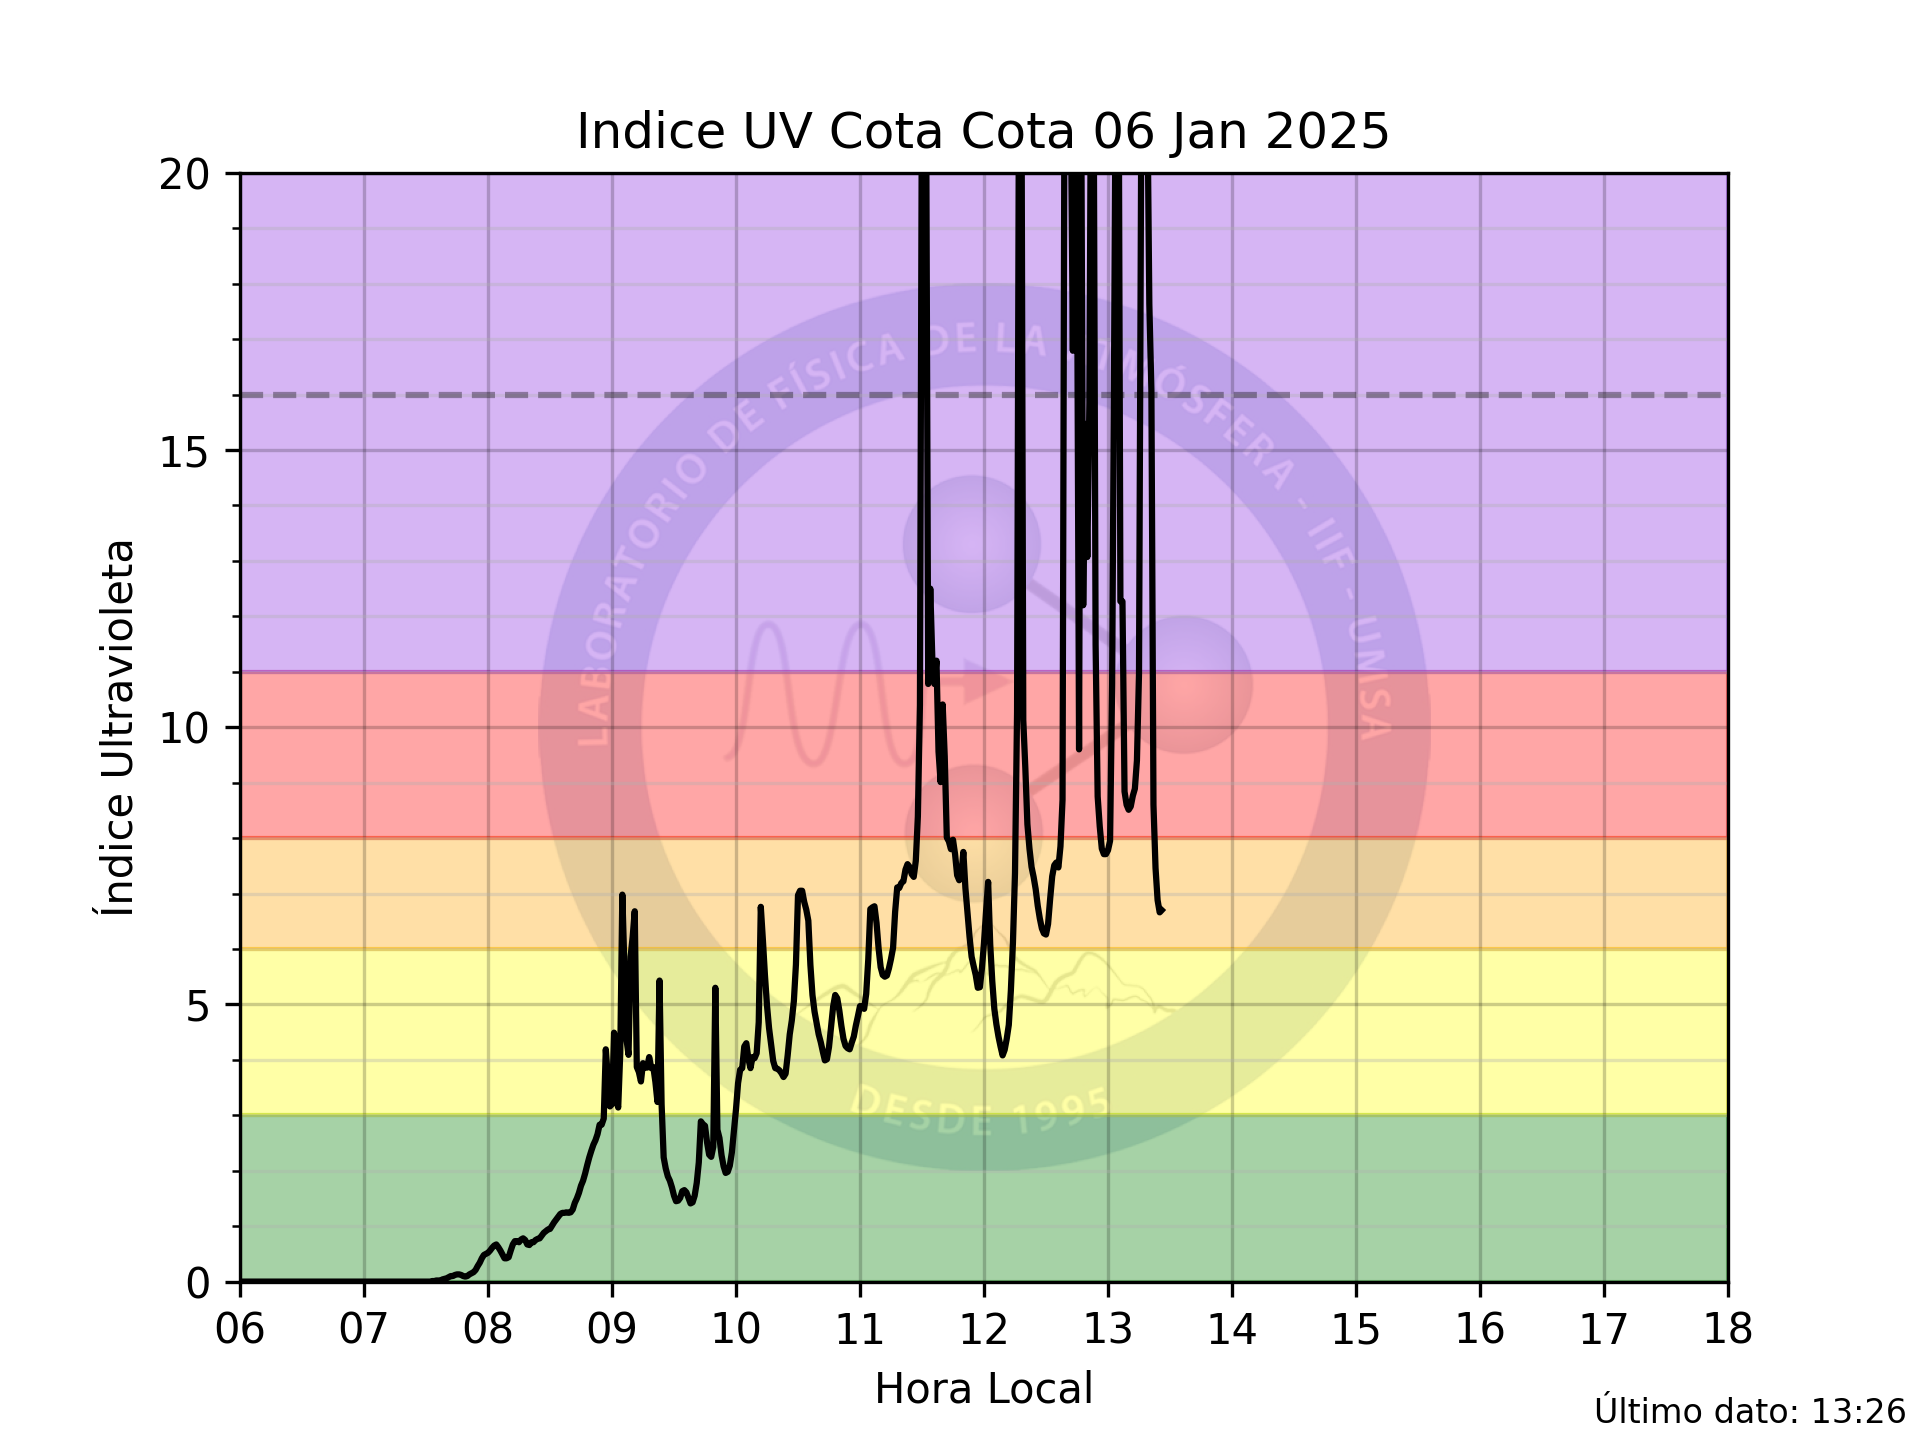 Indice UV Cota Cota 06 Jan 2025
20
15
10
5
0
Índice Ultravioleta
LABORATORIO DE FÍSICA DE LA ATMÓSFERA - IIF - UMSA
DESDE 1995
06 07 08 09 10 11 12 13 14 15 16 17 18
Hora Local
Último dato: 13:26